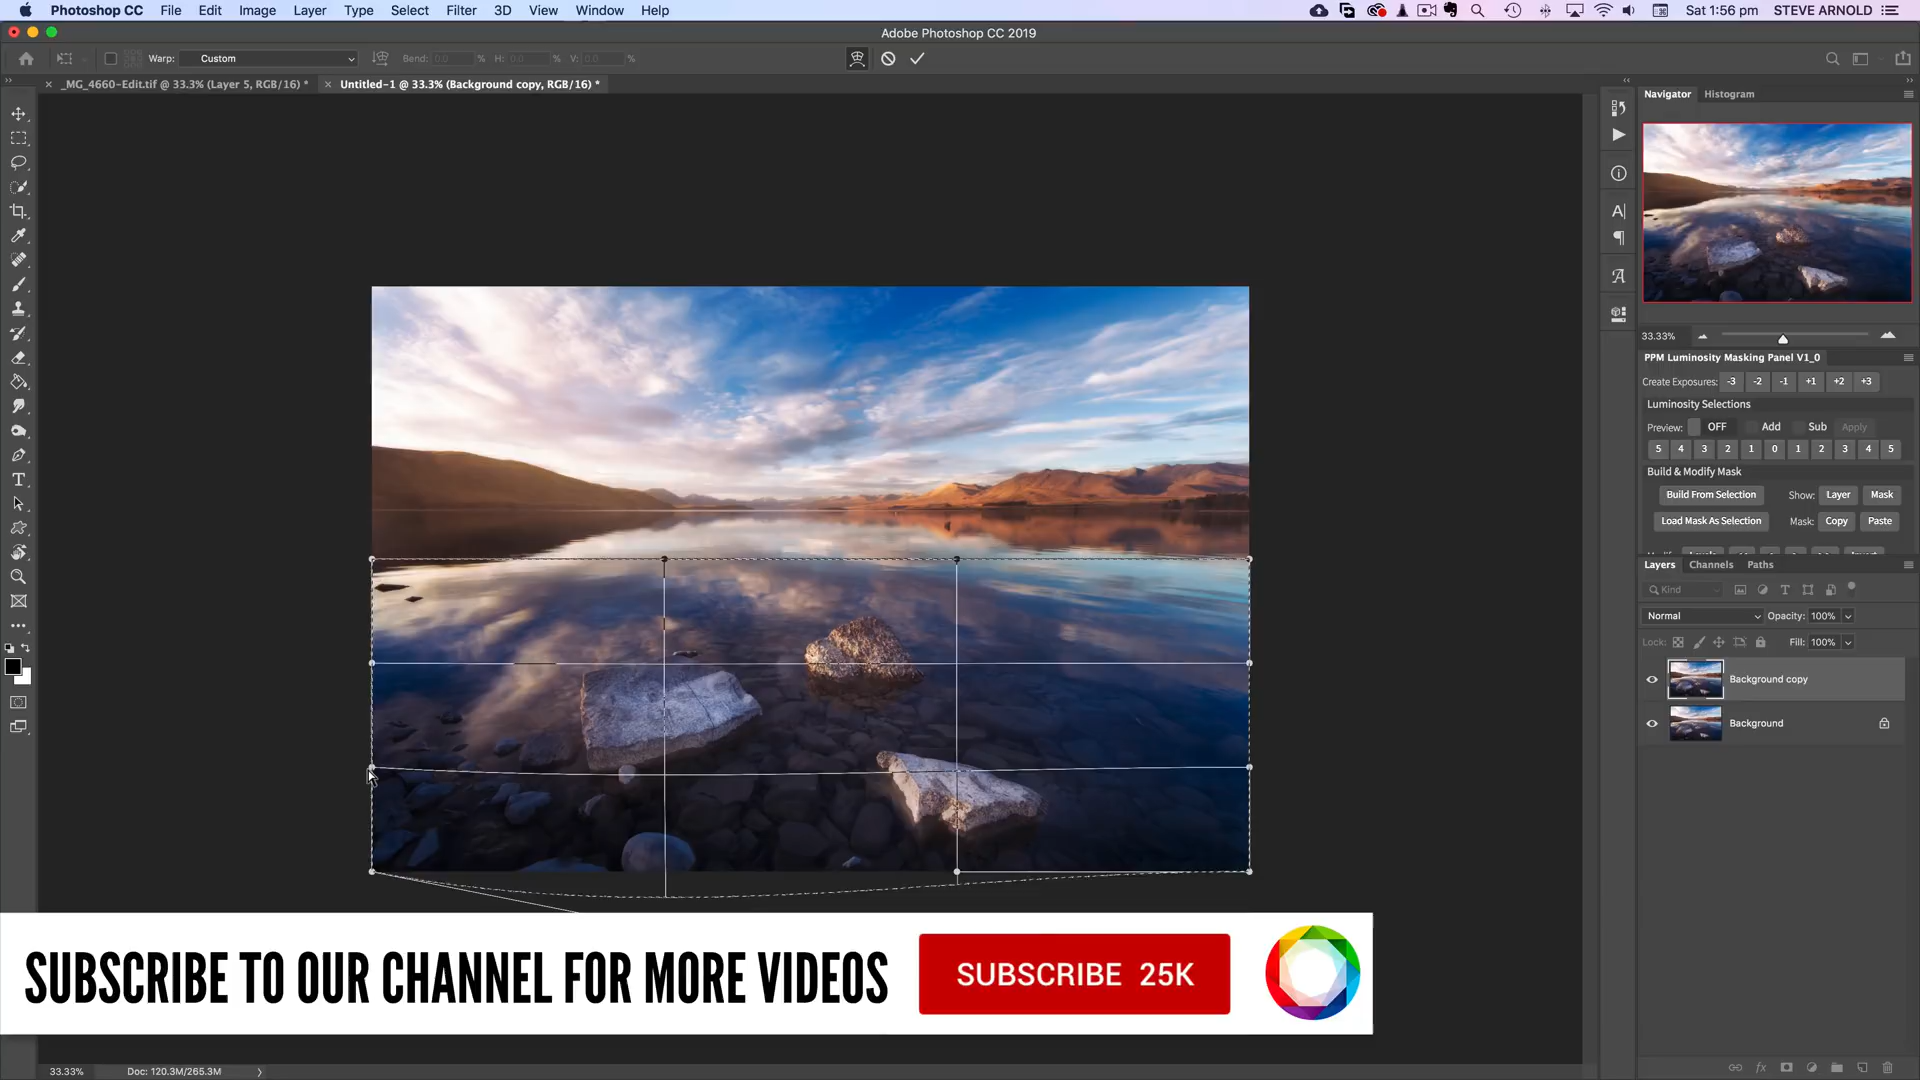 Photoshop CC File Edit Image Layer Type Select Filter 3D View Window Help
Sat 1:56 pm STEVE ARNOLD
Adobe Photoshop CC 2019
Warp: Custom Bend: 0.0 % H: 0.0 % V: 0.0 %
_MG_4660-Edit.tif @ 33.3% (Layer 5, RGB/16) *
Untitled-1 @ 33.3% (Background copy, RGB/16) *
Navigator Histogram
33.33%
PPM Luminosity Masking Panel V1_0
Create Exposures: -3 -2 -1 +1 +2 +3
Luminosity Selections
Preview: OFF Add Sub Apply
5 4 3 2 1 0 1 2 3 4 5
Build & Modify Mask
Build From Selection Show: Layer Mask
Load Mask As Selection Mask: Copy Paste
Layers Channels Paths
Kind
Normal Opacity: 100%
Lock: Fill: 100%
Background copy
Background
SUBSCRIBE TO OUR CHANNEL FOR MORE VIDEOS
SUBSCRIBE 25K
33.33% Doc: 120.3M/265.3M